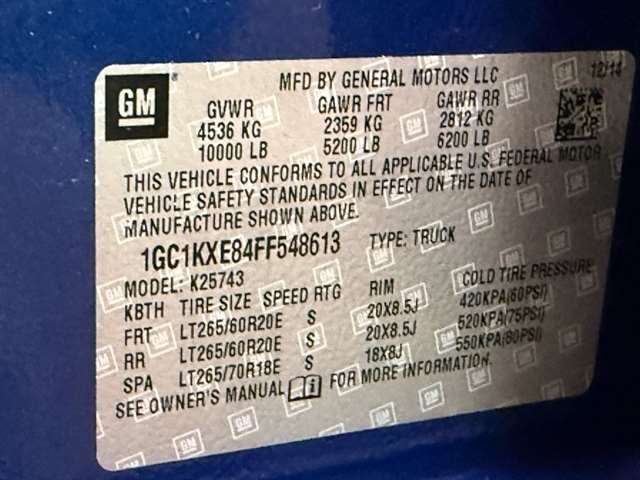 MFD BY GENERAL MOTORS LLC 12/14
GM
GVWR GAWR FRT GAWR RR
4536 KG 2359 KG 2812 KG
10000 LB 5200 LB 6200 LB
THIS VEHICLE CONFORMS TO ALL APPLICABLE U.S. FEDERAL MOTOR
VEHICLE SAFETY STANDARDS IN EFFECT ON THE DATE OF
MANUFACTURE SHOWN ABOVE.
1GC1KXE84FF548613 TYPE: TRUCK
MODEL: K25743
KBTH TIRE SIZE SPEED RTG RIM COLD TIRE PRESSURE
FRT LT265/60R20E S 20X8.5J 420KPA(60PSI)
RR LT265/60R20E S 20X8.5J 520KPA(75PSI)
SPA LT265/70R18E S 18X8J 550KPA(80PSI)
SEE OWNER'S MANUAL i FOR MORE INFORMATION.